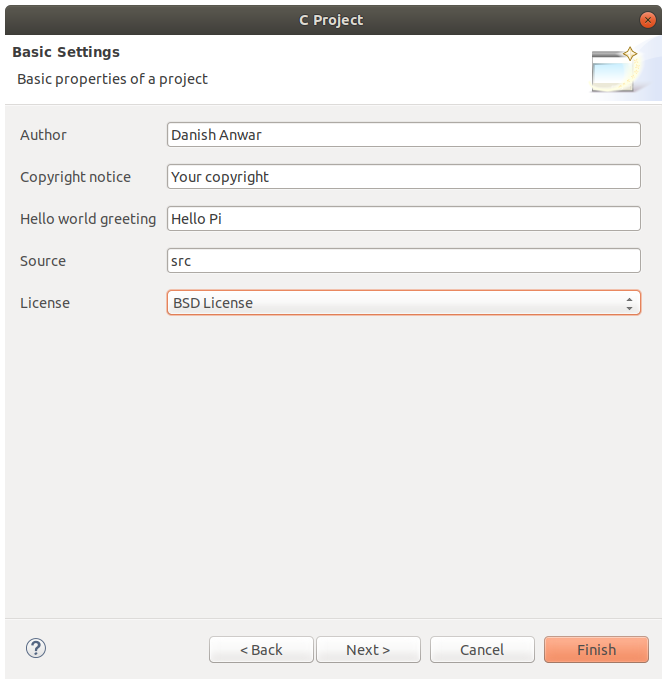 C Project
Basic Settings
Basic properties of a project
Author Danish Anwar
Copyright notice Your copyright
Hello world greeting Hello Pi
Source src
License BSD License
? < Back Next > Cancel Finish